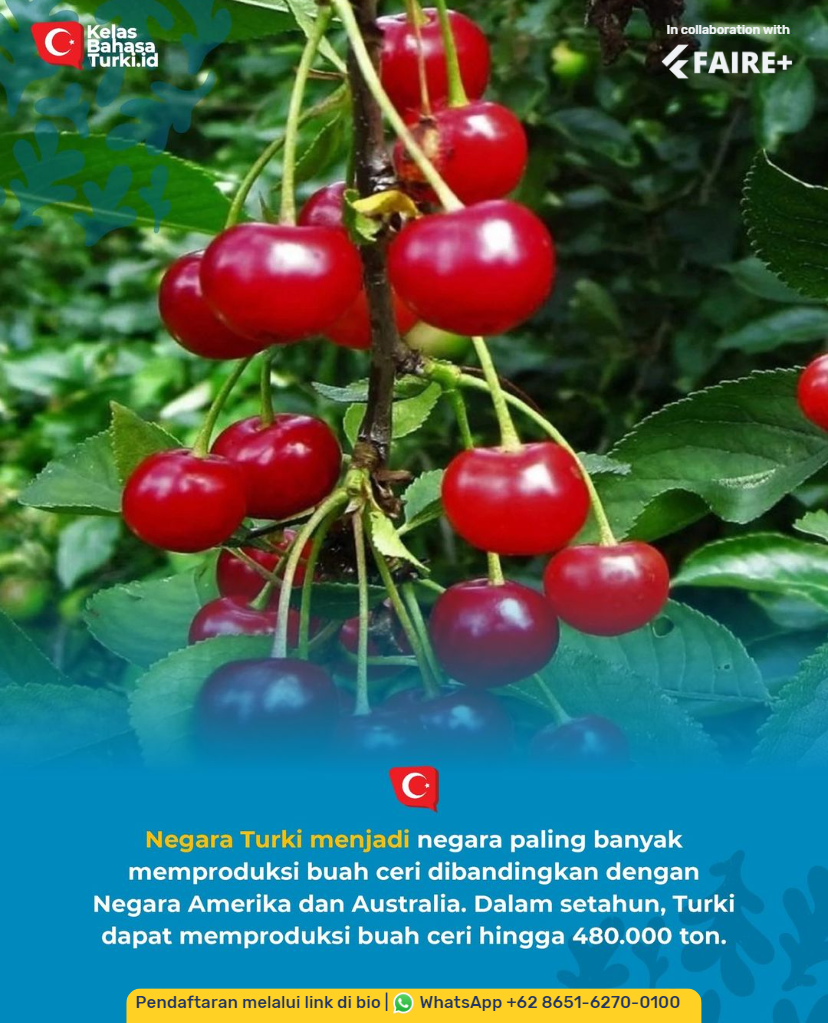 Kelas
Bahasa
Turki.id
In collaboration with
FAIRE+
Negara Turki menjadi negara paling banyak
memproduksi buah ceri dibandingkan dengan
Negara Amerika dan Australia. Dalam setahun, Turki
dapat memproduksi buah ceri hingga 480.000 ton.
Pendaftaran melalui link di bio | WhatsApp +62 8651-6270-0100